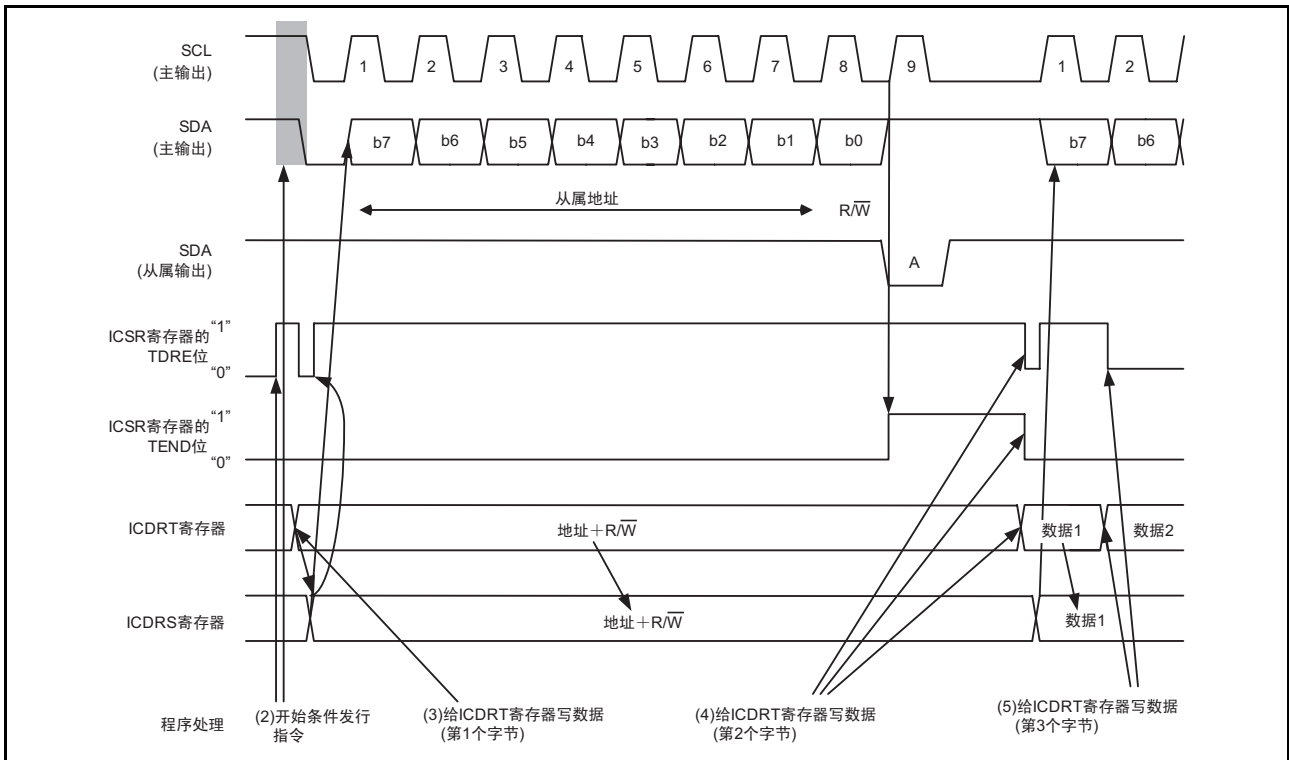 SCL
(主输出)
1 2 3 4 5 6 7 8 9 1 2
SDA
(主输出)
b7 b6 b5 b4 b3 b2 b1 b0 b7 b6
从属地址 R/W̅
SDA
(从属输出)
A
ICSR寄存器的 “1”
TDRE位
“0”
ICSR寄存器的 “1”
TEND位
“0”
ICDRT寄存器 地址+R/W̅ 数据1 数据2
ICDRS寄存器 地址+R/W̅ 数据1
程序处理
(2)开始条件发行
指令
(3)给ICDRT寄存器写数据
(第1个字节)
(4)给ICDRT寄存器写数据
(第2个字节)
(5)给ICDRT寄存器写数据
(第3个字节)